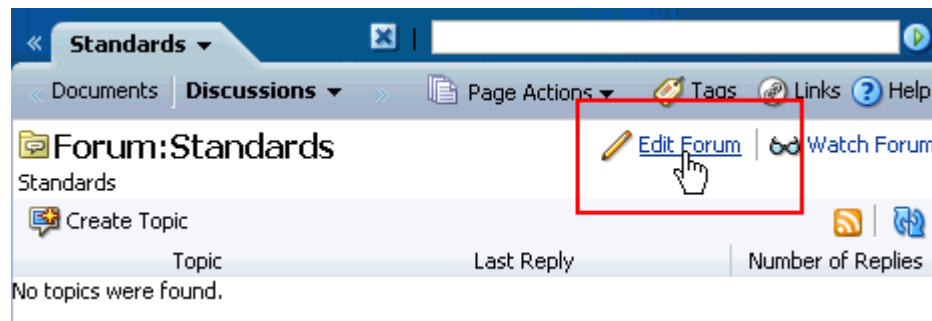 « Standards ▾ |
« Documents Discussions ▾ » Page Actions ▾ Tags Links Help
Forum:Standards Edit Forum Watch Forum
Standards
Create Topic
Topic Last Reply Number of Replies
No topics were found.